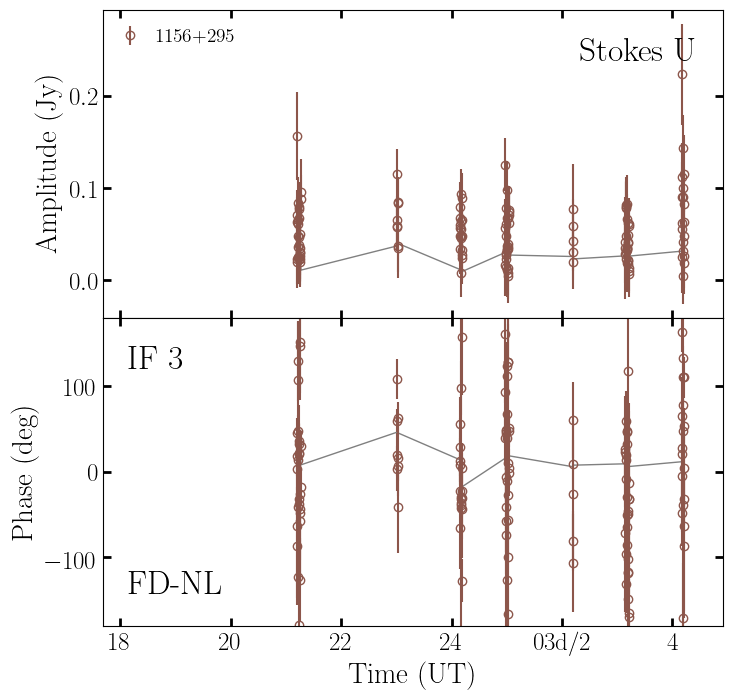 1156+295
Stokes U
0.2
0.1
0.0
Amplitude (Jy)
IF 3
100
0
−100
Phase (deg)
FD-NL
18 20 22 24 03d/2 4
Time (UT)